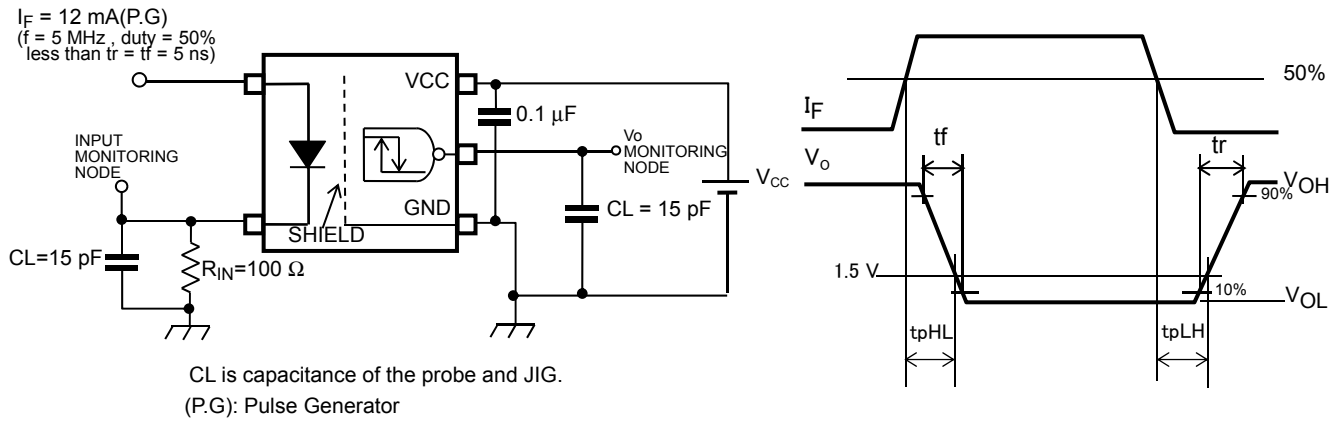 IF = 12 mA(P.G)
(f = 5 MHz , duty = 50%
less than tr = tf = 5 ns)
INPUT
MONITORING
NODE
CL=15 pF
RIN=100 Ω
SHIELD
VCC
GND
0.1 μF
Vo
MONITORING
NODE
CL = 15 pF
VCC
CL is capacitance of the probe and JIG.
(P.G): Pulse Generator
50%
IF
VO
tf
tr
VOH
90%
1.5 V
10%
VOL
tpHL
tpLH